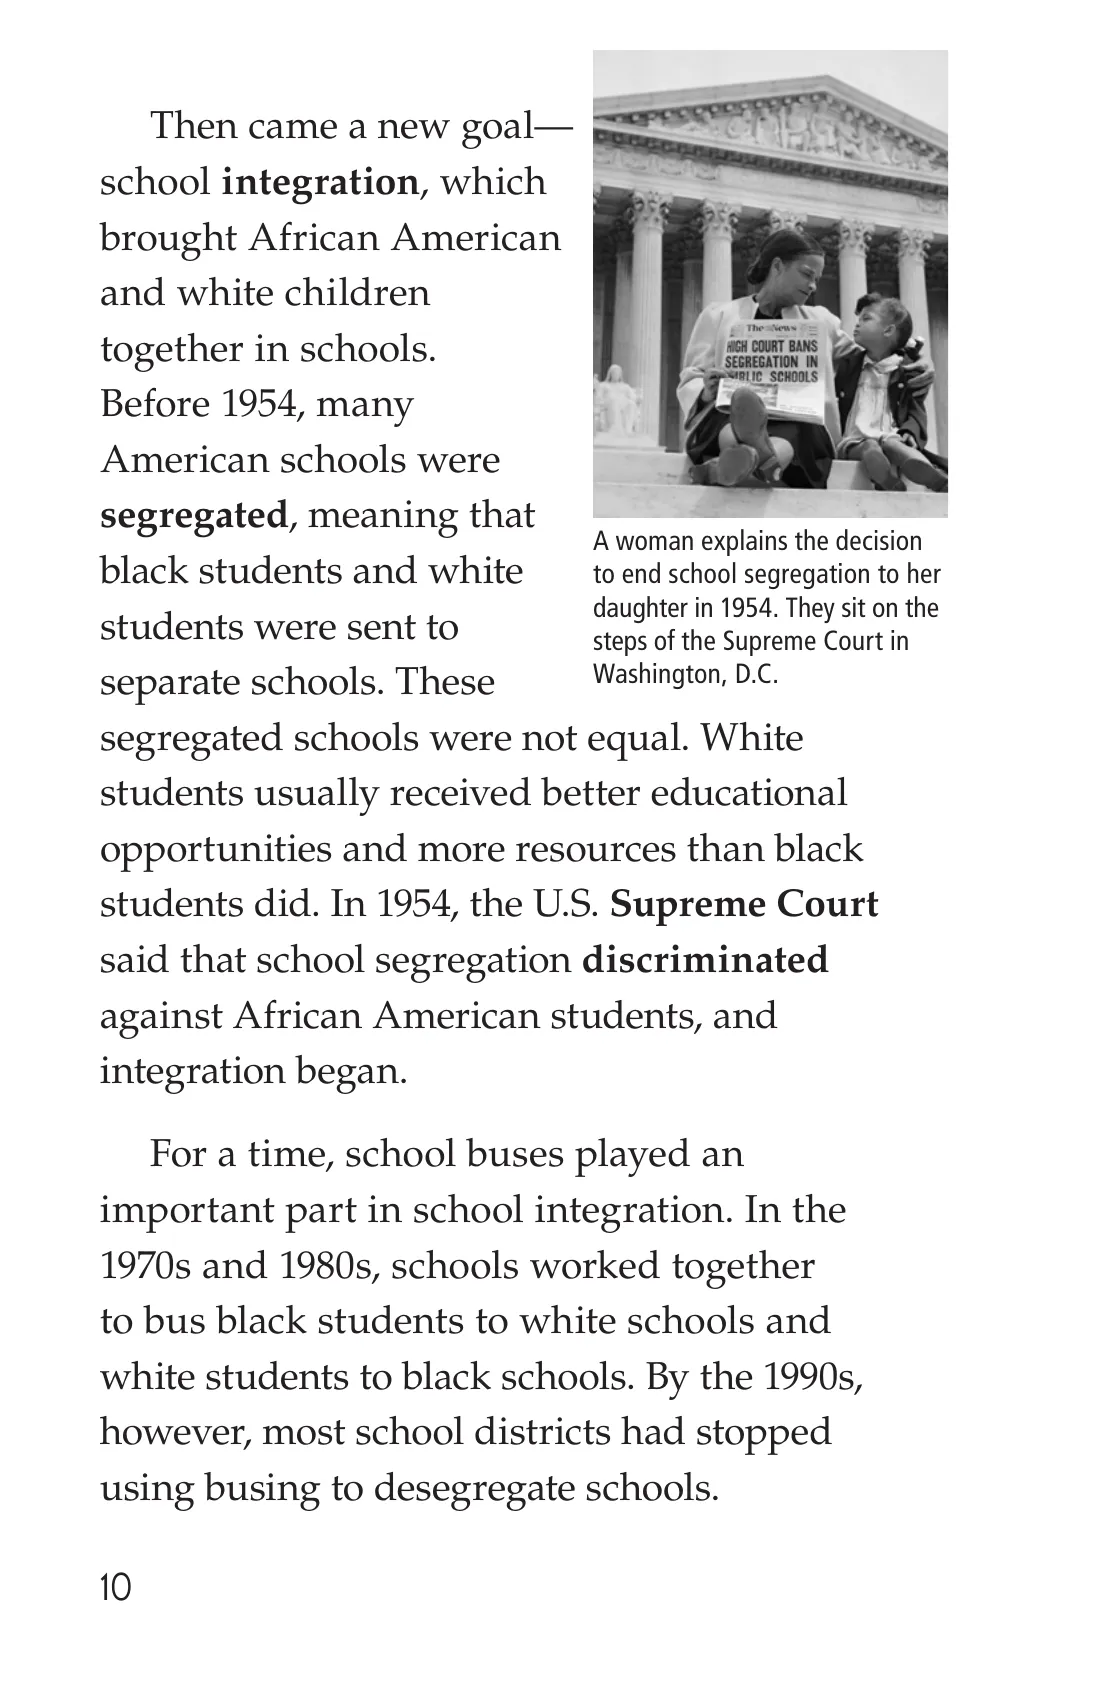 Then came a new goal—
school integration, which
brought African American
and white children
together in schools.
Before 1954, many
American schools were
segregated, meaning that
black students and white
students were sent to
separate schools. These
segregated schools were not equal. White
students usually received better educational
opportunities and more resources than black
students did. In 1954, the U.S. Supreme Court
said that school segregation discriminated
against African American students, and
integration began.
The News
HIGH COURT BANS
SEGREGATION IN
PUBLIC SCHOOLS
A woman explains the decision
to end school segregation to her
daughter in 1954. They sit on the
steps of the Supreme Court in
Washington, D.C.
For a time, school buses played an
important part in school integration. In the
1970s and 1980s, schools worked together
to bus black students to white schools and
white students to black schools. By the 1990s,
however, most school districts had stopped
using busing to desegregate schools.
10